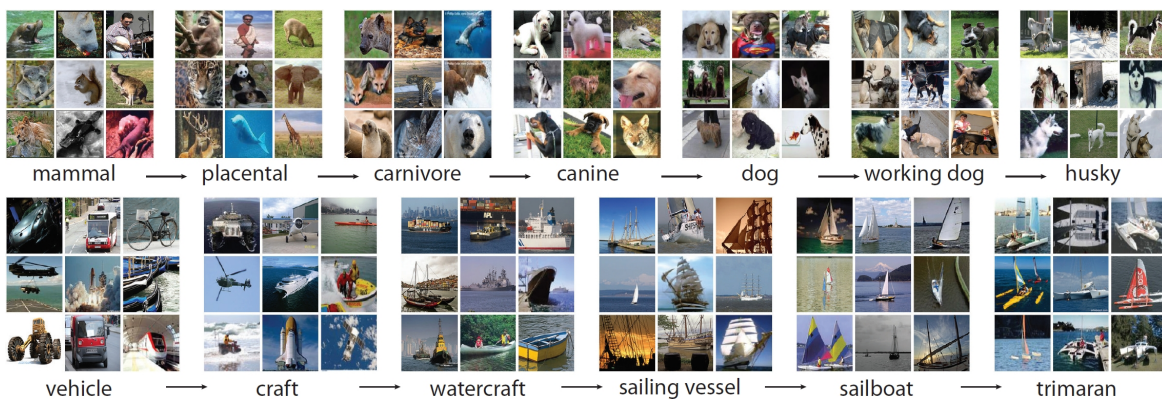 mammal → placental → carnivore → canine → dog → working dog → husky
vehicle → craft → watercraft → sailing vessel → sailboat → trimaran